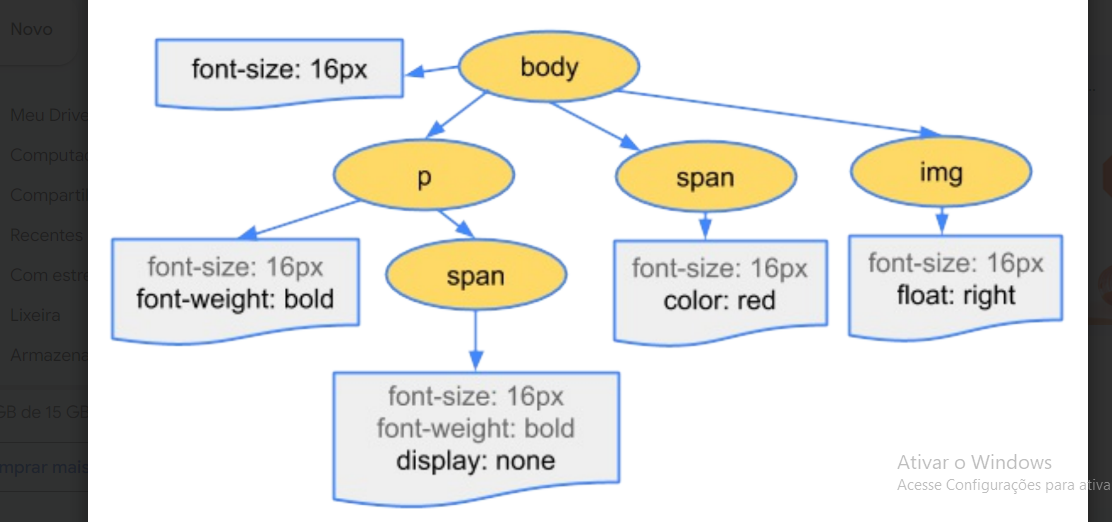 Novo
Meu Drive
Computa
Comparti
Recentes
Com estre
Lixeira
Armazena
GB de 15 GB
mprar mais
font-size: 16px
body
p
span
img
font-size: 16px
font-weight: bold
span
font-size: 16px
color: red
font-size: 16px
float: right
font-size: 16px
font-weight: bold
display: none
Ativar o Windows
Acesse Configurações para ativa